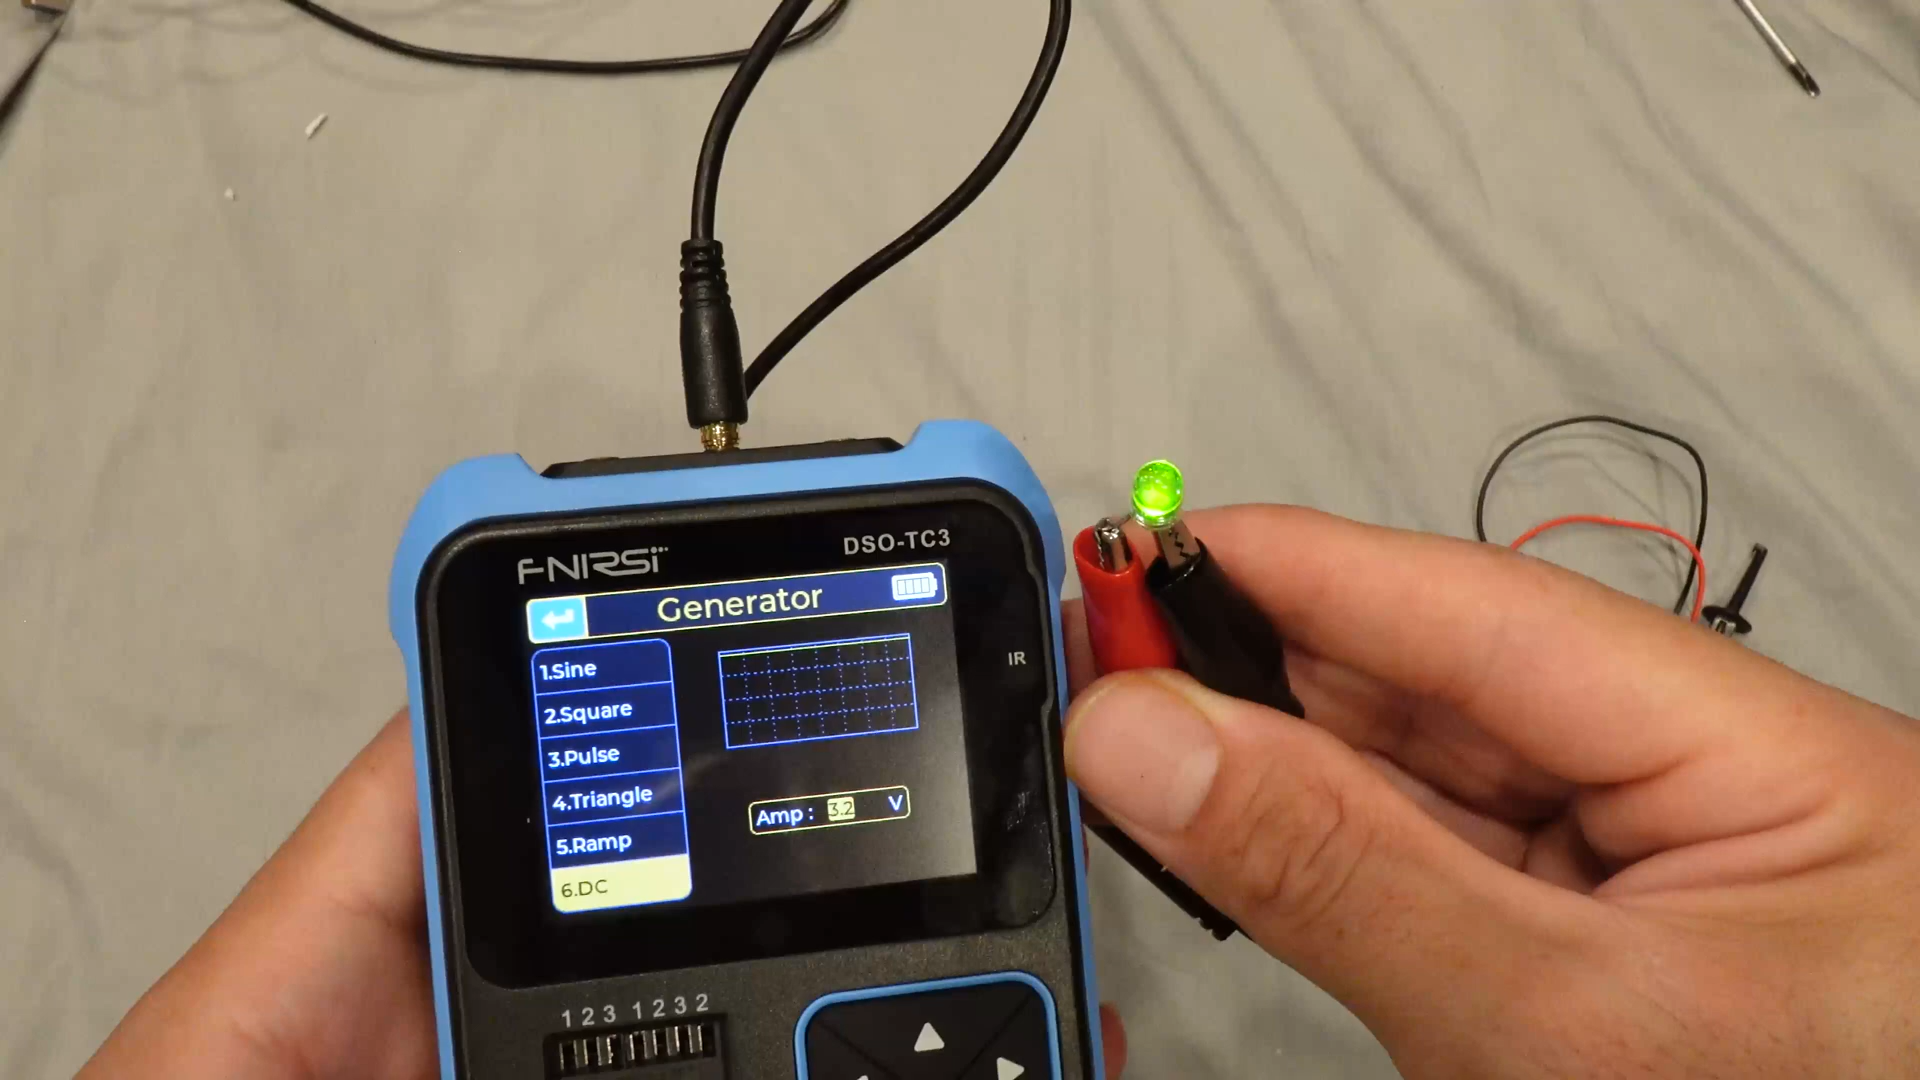 FNIRSI
DSO-TC3
Generator
1.Sine
2.Square
3.Pulse
4.Triangle
5.Ramp
6.DC
Amp : 3.2 V
IR
1 2 3 1 2 3 2